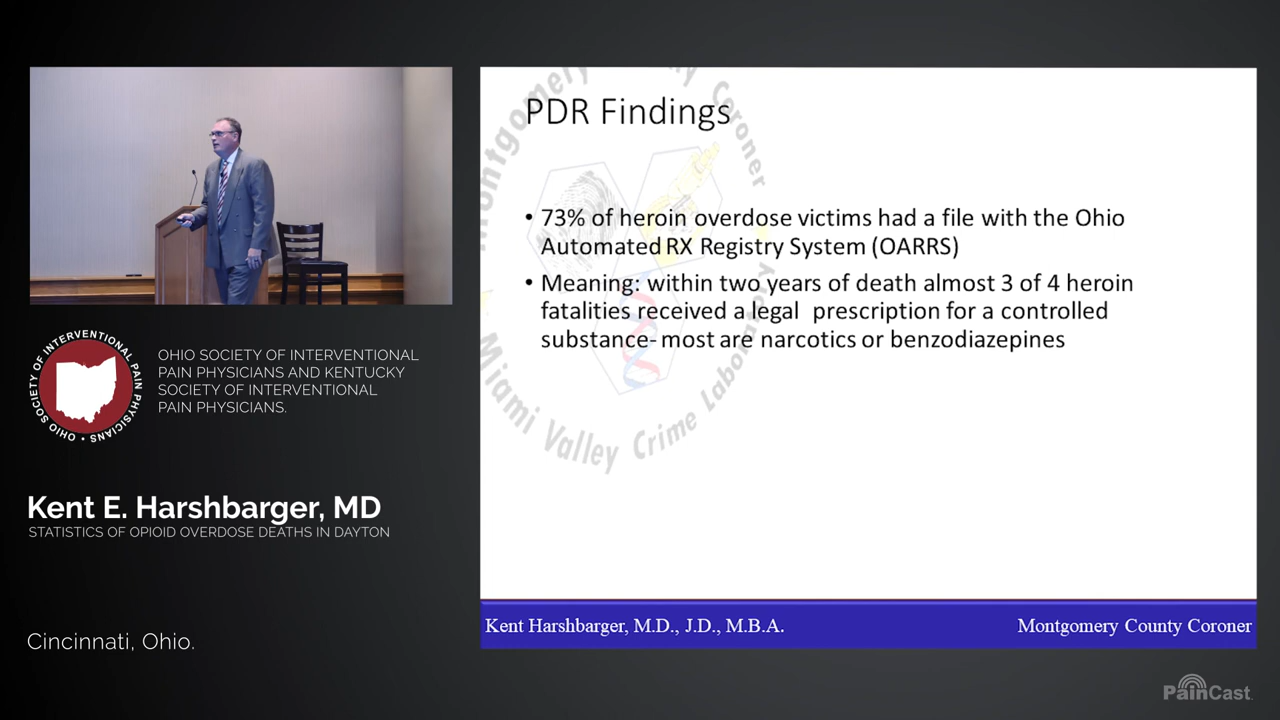 PDR Findings
• 73% of heroin overdose victims had a file with the Ohio
Automated RX Registry System (OARRS)
• Meaning: within two years of death almost 3 of 4 heroin
fatalities received a legal prescription for a controlled
substance- most are narcotics or benzodiazepines
Montgomery County Coroner
Miami Valley Crime Laboratory
OHIO SOCIETY OF INTERVENTIONAL PAIN PHYSICIANS •
OHIO SOCIETY OF INTERVENTIONAL
PAIN PHYSICIANS AND KENTUCKY
SOCIETY OF INTERVENTIONAL
PAIN PHYSICIANS.
Kent E. Harshbarger, MD
STATISTICS OF OPIOID OVERDOSE DEATHS IN DAYTON
Cincinnati, Ohio.
Kent Harshbarger, M.D., J.D., M.B.A.
Montgomery County Coroner
PainCast